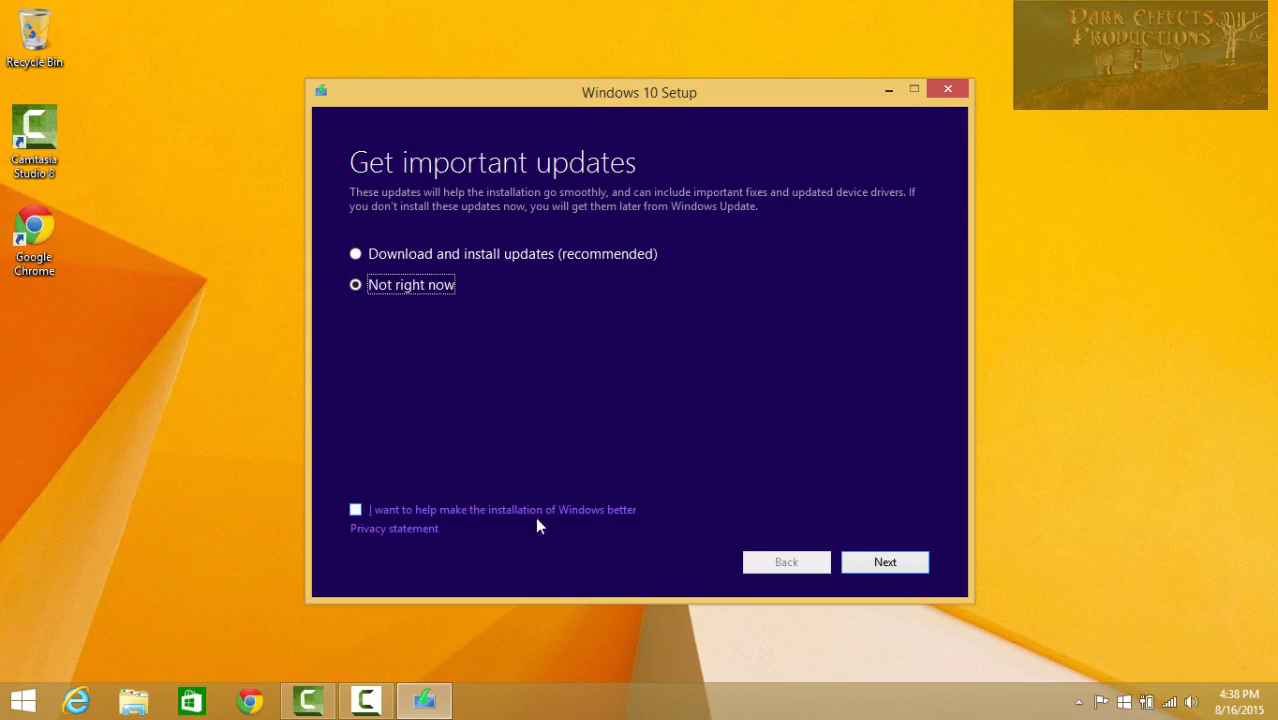 Recycle Bin
Camtasia
Studio 8
Google
Chrome
DARK EFFECTS
PRODUCTIONS
Windows 10 Setup
Get important updates
These updates will help the installation go smoothly, and can include important fixes and updated device drivers. If
you don't install these updates now, you will get them later from Windows Update.
Download and install updates (recommended)
Not right now
I want to help make the installation of Windows better
Privacy statement
Back
Next
4:38 PM
8/16/2015